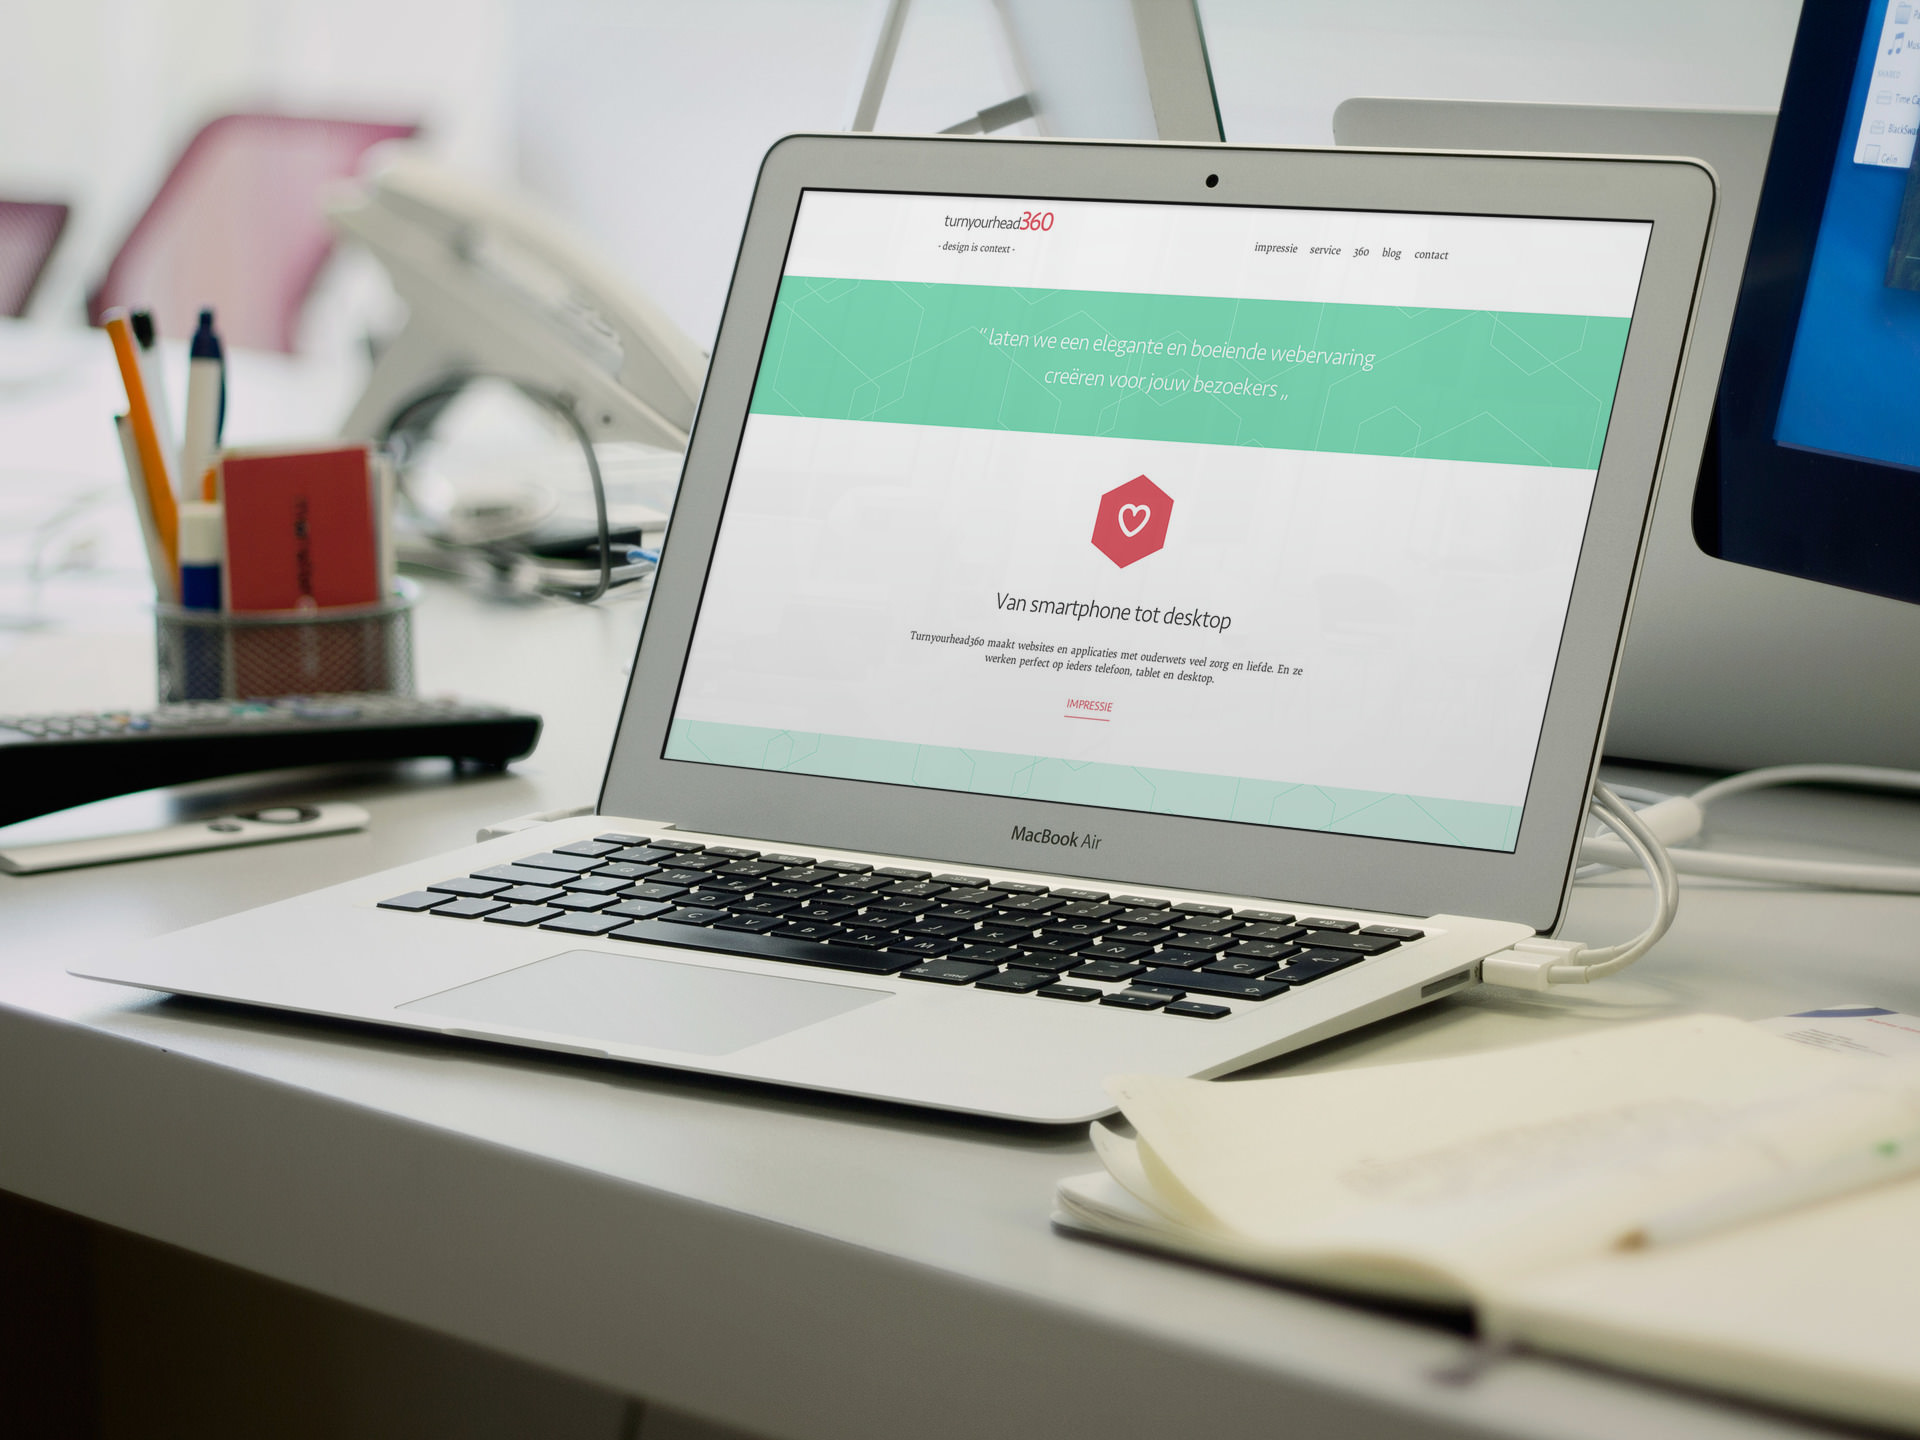 turnyourhead360
- design is context -
impressie service 360 blog contact
“ laten we een elegante en boeiende webervaring
creëren voor jouw bezoekers „
Van smartphone tot desktop
Turnyourhead360 maakt websites en applicaties met ouderwets veel zorg en liefde. En ze
werken perfect op ieders telefoon, tablet en desktop.
IMPRESSIE
MacBook Air
Q W E R T Y U I O P
S D F G H J K L Ñ
C V B N M
cmd
SHARED